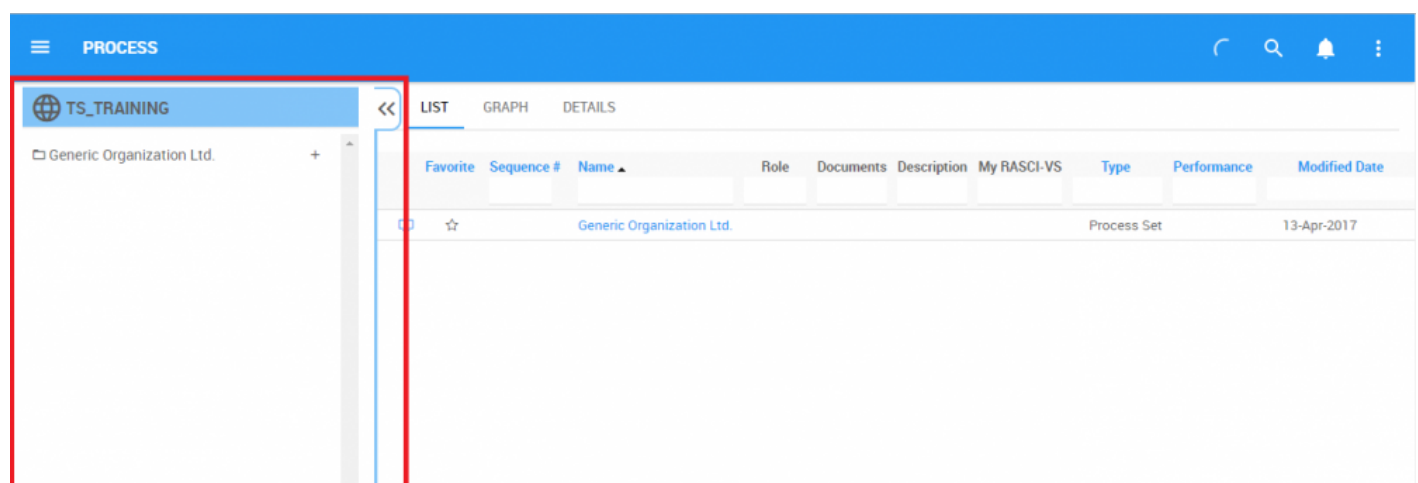 PROCESS
TS_TRAINING
Generic Organization Ltd. +
LIST GRAPH DETAILS
Favorite Sequence # Name Role Documents Description My RASCI-VS Type Performance Modified Date
Generic Organization Ltd. Process Set 13-Apr-2017